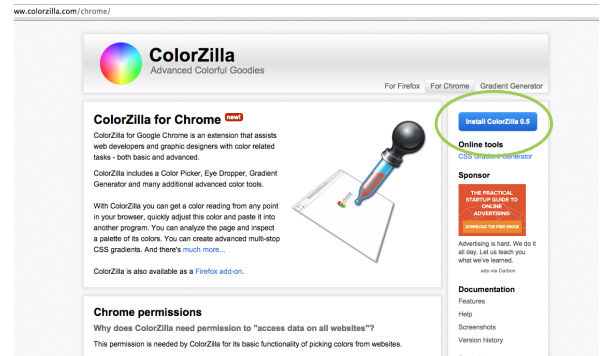 ww.colorzilla.com/chrome/
ColorZilla
Advanced Colorful Goodies
For Firefox
For Chrome
Gradient Generator
ColorZilla for Chrome new!
ColorZilla for Google Chrome is an extension that assists
web developers and graphic designers with color related
tasks - both basic and advanced.
ColorZilla includes a Color Picker, Eye Dropper, Gradient
Generator and many additional advanced color tools.
With ColorZilla you can get a color reading from any point
in your browser, quickly adjust this color and paste it into
another program. You can analyze the page and inspect
a palette of its colors. You can create advanced multi-stop
CSS gradients. And there's much more...
ColorZilla is also available as a Firefox add-on.
Chrome permissions
Why does ColorZilla need permission to "access data on all websites"?
This permission is needed by ColorZilla for its basic functionality of picking colors from websites.
Install ColorZilla 0.5
Online tools
CSS Gradient Generator
Sponsor
THE PRACTICAL
STARTUP GUIDE TO
ONLINE
ADVERTISING
DOWNLOAD THE FREE EBOOK
Advertising is hard. We do it
all day. Let us teach you
what we've learned.
ads via Carbon
Documentation
Features
Help
Screenshots
Version history